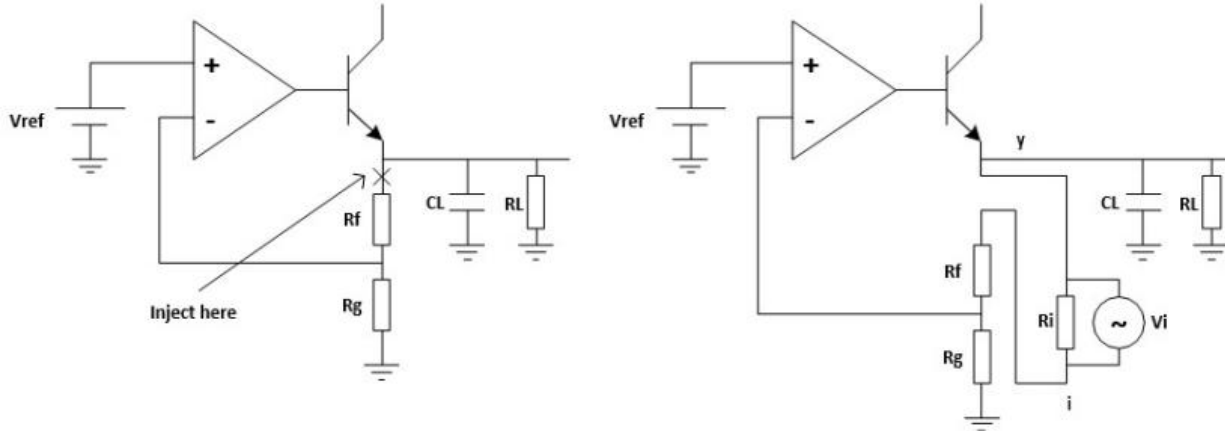 +
-
Vref
CL
RL
Rf
Rg
Inject here
+
-
Vref
y
CL
RL
Rf
Rg
Ri
~
Vi
i